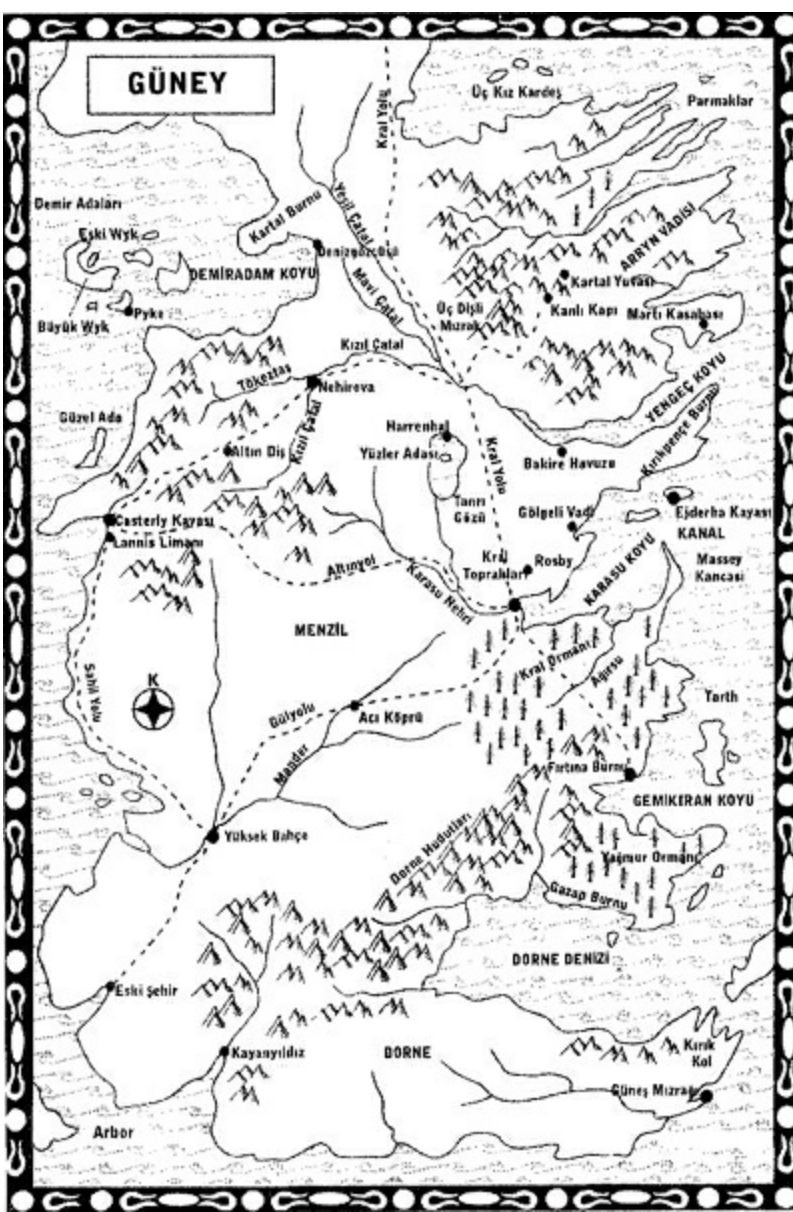 GÜNEY
Kral Yolu
Üç Kız Kardeş
Parmaklar
Demir Adaları
Eski Wyk
Büyük Wyk
Pyke
Kartal Burnu
Yeşil Çatal
Denizgözcüsü
DEMİRADAM KOYU
Mavi Çatal
ARRYN VADİSİ
Kartal Yuvası
Kanlı Kapı
Üç Dişli
Mızrak
Martı Kasabası
Kızıl Çatal
Tökeztaş
Nehirova
YENGEÇ KOYU
Kırıkpençe Burnu
Güzel Ada
Altın Diş
Kızıl Çatal
Harrenhal
Yüzler Adası
Kral Yolu
Bakire Havuzu
Tanrı
Gözü
Gölgeli Vadi
Ejderha Kayası
KANAL
Casterly Kayası
Lannis Limanı
Altınyol
Karasu Nehri
Kral
Toprakları
Rosby
KARASU KOYU
Massey
Kancası
MENZİL
Kral Ormanı
Ağırsu
Sahil Yolu
K
Gülyolu
Acı Köprü
Tarth
Mander
Fırtına Burnu
GEMİKIRAN KOYU
Yüksek Bahçe
Dorne Hudutları
Yağmur Ormanı
Gazap Burnu
DORNE DENİZİ
Eski Şehir
Kayanyıldız
DORNE
Kırık
Kol
Güneş Mızrağı
Arbor